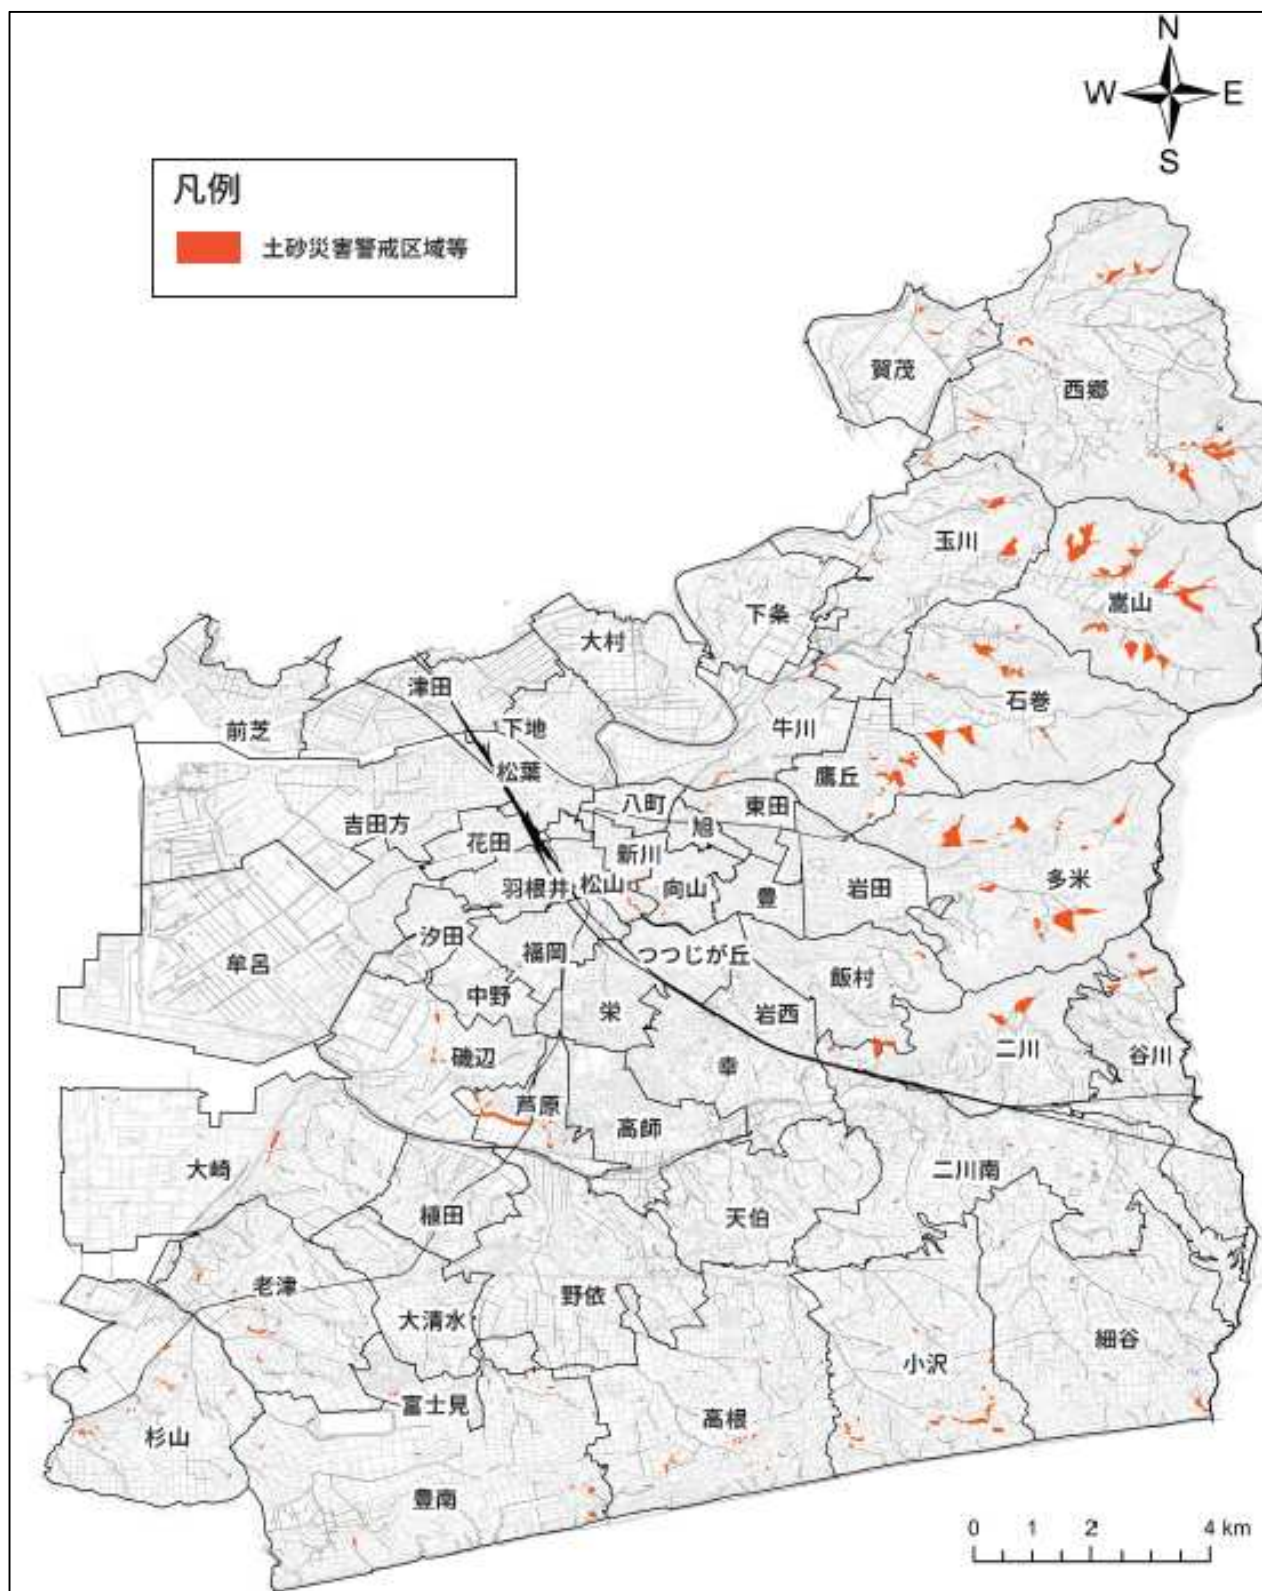 N
W E
S
凡例
土砂災害警戒区域等
賀茂
西郷
玉川
嵩山
下条
大村
石巻
津田
牛川
前芝
下地
松葉
鷹丘
八町
東田
吉田方
旭
花田
新川
羽根井
松山
向山
豊
岩田
多米
汐田
福岡
つつじが丘
牟呂
飯村
中野
栄
岩西
二川
谷川
磯辺
幸
芦原
高師
大崎
二川南
植田
天伯
老津
野依
大清水
細谷
小沢
富士見
高根
杉山
豊南
0 1 2 4 km